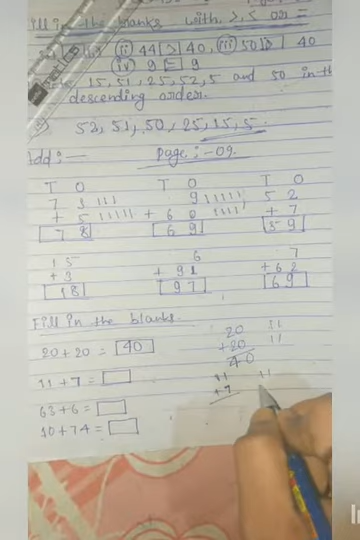 Fill in the blanks with >, < or =
(ii) 44 [>] 40, (iii) 50 [>] 40
(iv) 9 [=] 9
15, 51, 25, 52, 5 and 50 in the
descending order.
52, 51, 50, 25, 15, 5.
Add :— Page :-09.
T O T O T O
7 3 ||| 9 ||||| 5 2
+ 5 ||||| + 6 0 |||| + 7
[7 8] [6 9] [5 9]
15 6 7
+ 3 + 91 + 62
[18] [97] [69]
Fill in the blanks.
20 + 20 = [40] 20 11
+20 11
40
11 + 7 = [ ] 11 11
+7
63 + 6 = [ ]
10 + 74 = [ ]